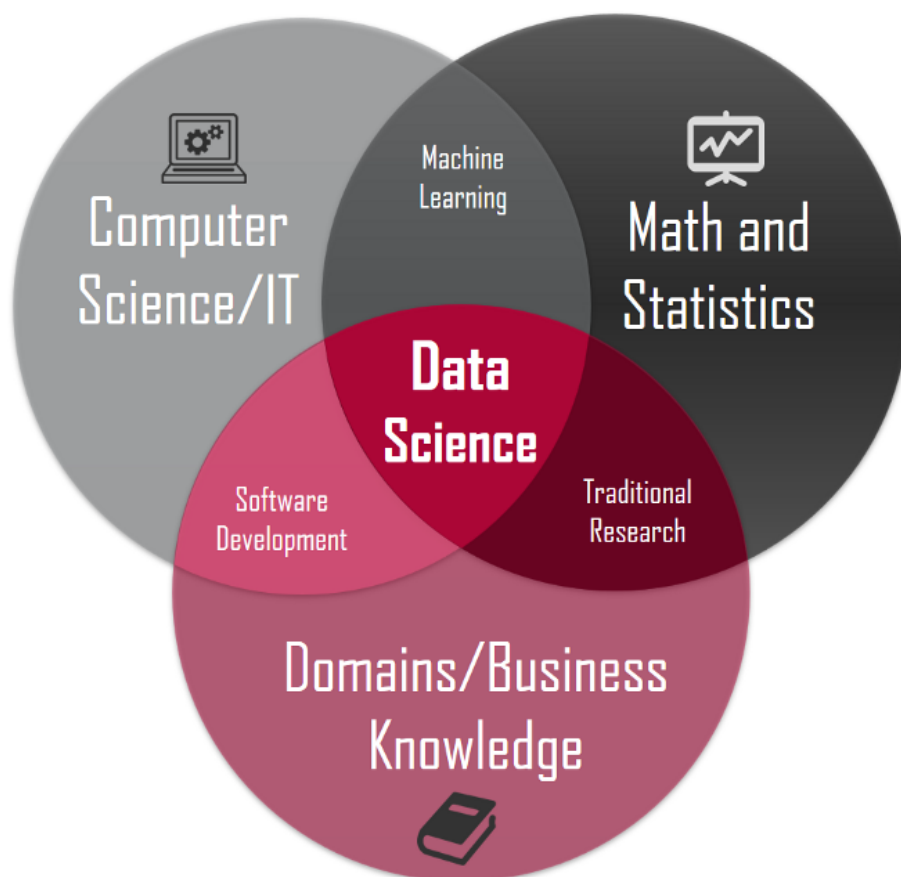 Machine
Learning
Computer
Science/IT
Math and
Statistics
Data
Science
Software
Development
Traditional
Research
Domains/Business
Knowledge